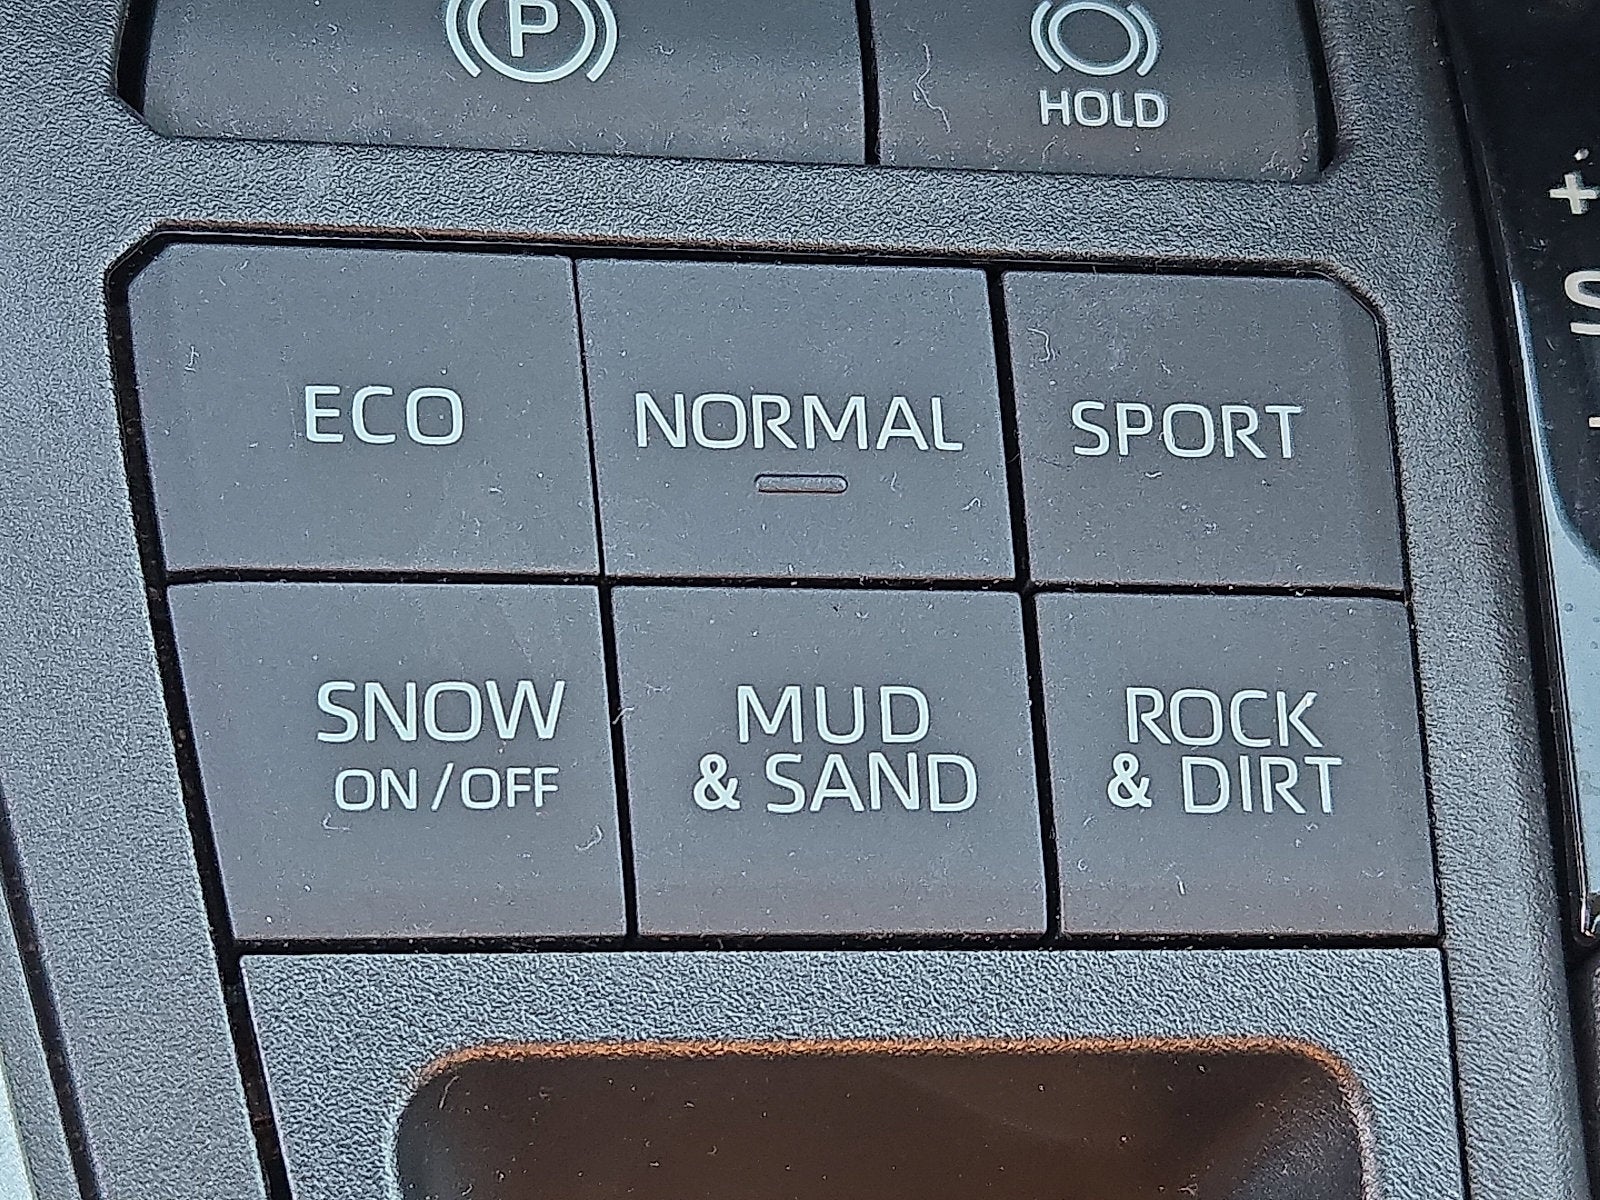 P
HOLD
+
S
ECO
NORMAL
SPORT
SNOW
ON/OFF
MUD
& SAND
ROCK
& DIRT